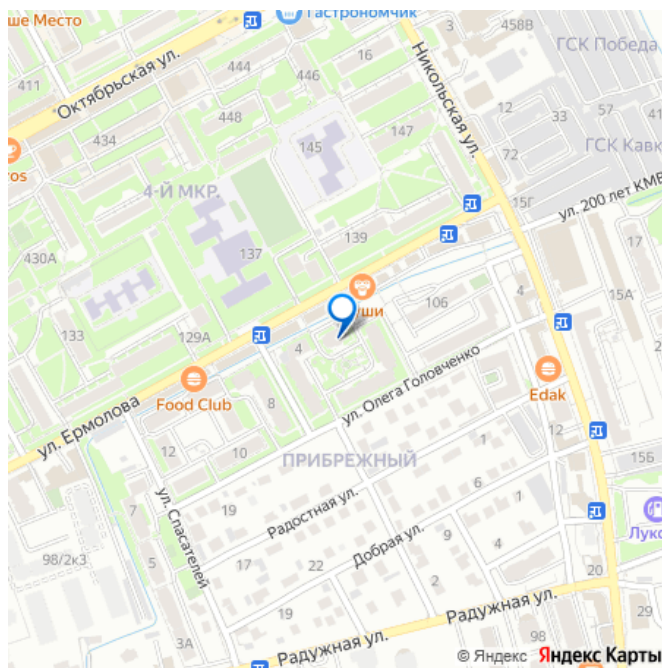 ше Место
Гастрономчик
458В
3
ГСК Победа
411
Октябрьская ул.
444
16
446
Никольская ул.
12
33
57
41
434
448
147
145
72
ГСК Кавк
ros
4-Й МКР.
15Г
ул. 200 лет КМВ
430А
139
17
137
4
15А
133
106
129А
ши
4
ул. Олега Головченко
Food Club
Edak
ул. Ермолова
8
12
10
ПРИБРЕЖНЫЙ
1
12
15Б
ул. Спасателей
6
7
19
Радостная ул.
1
Добрая ул.
9
Лукс
5
2
98/2к3
17
22
9
4
19
20
29
Радужная ул.
3А
Радужная ул.
98
© Яндекс Яндекс Карты